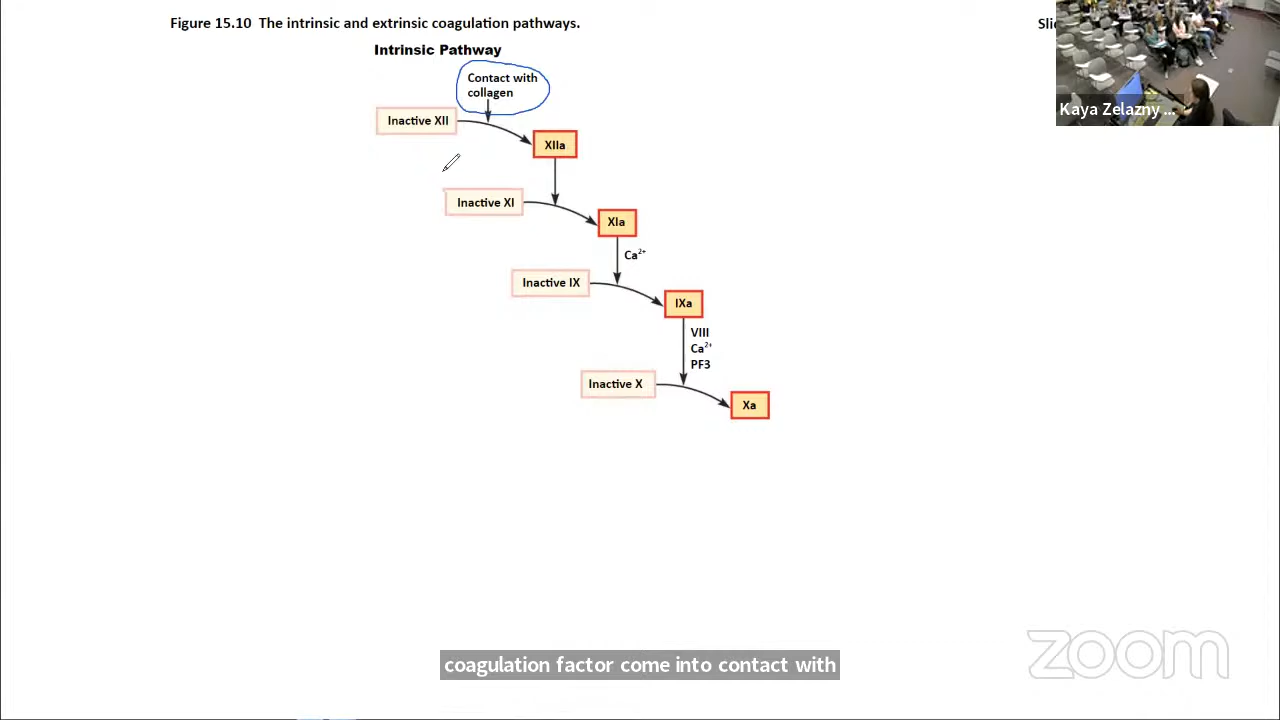 Figure 15.10 The intrinsic and extrinsic coagulation pathways.
Intrinsic Pathway
Contact with
collagen
Inactive XII
XIIa
Inactive XI
XIa
Ca²⁺
Inactive IX
IXa
VIII
Ca²⁺
PF3
Inactive X
Xa
Kaya Zelazny ...
coagulation factor come into contact with
zoom